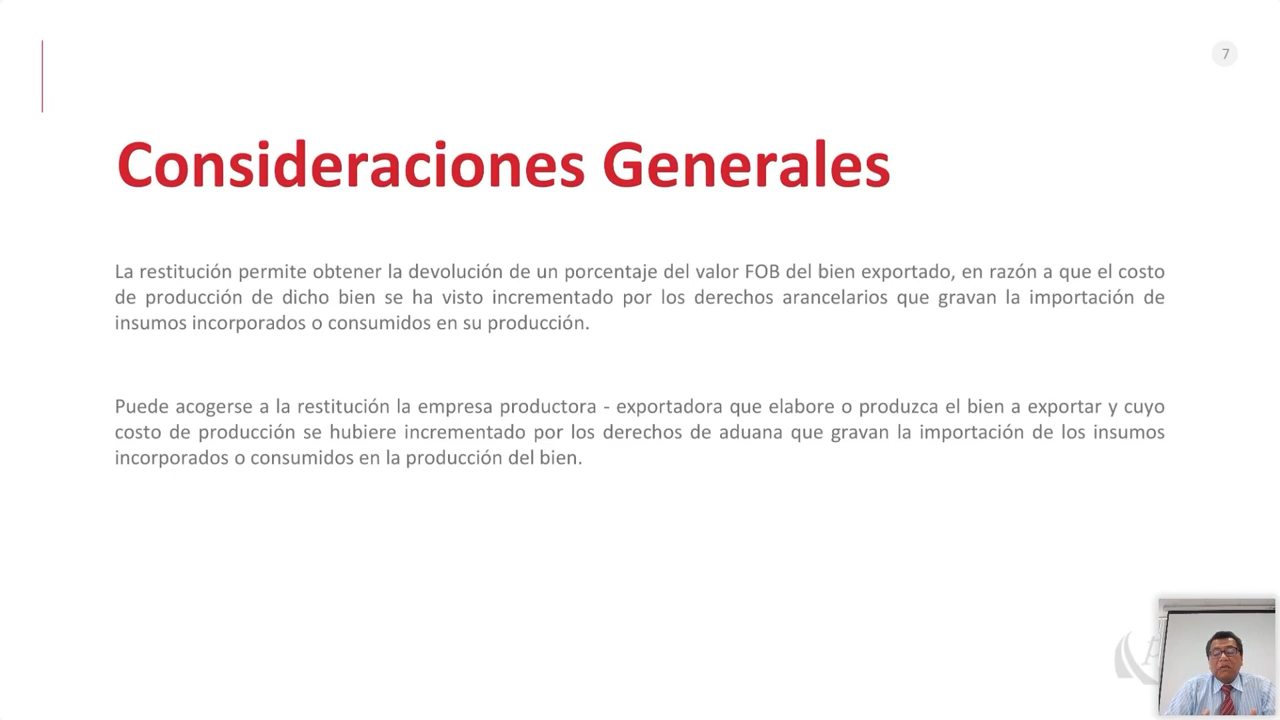 7
Consideraciones Generales
La restitución permite obtener la devolución de un porcentaje del valor FOB del bien exportado, en razón a que el costo
de producción de dicho bien se ha visto incrementado por los derechos arancelarios que gravan la importación de
insumos incorporados o consumidos en su producción.
Puede acogerse a la restitución la empresa productora - exportadora que elabore o produzca el bien a exportar y cuyo
costo de producción se hubiere incrementado por los derechos de aduana que gravan la importación de los insumos
incorporados o consumidos en la producción del bien.